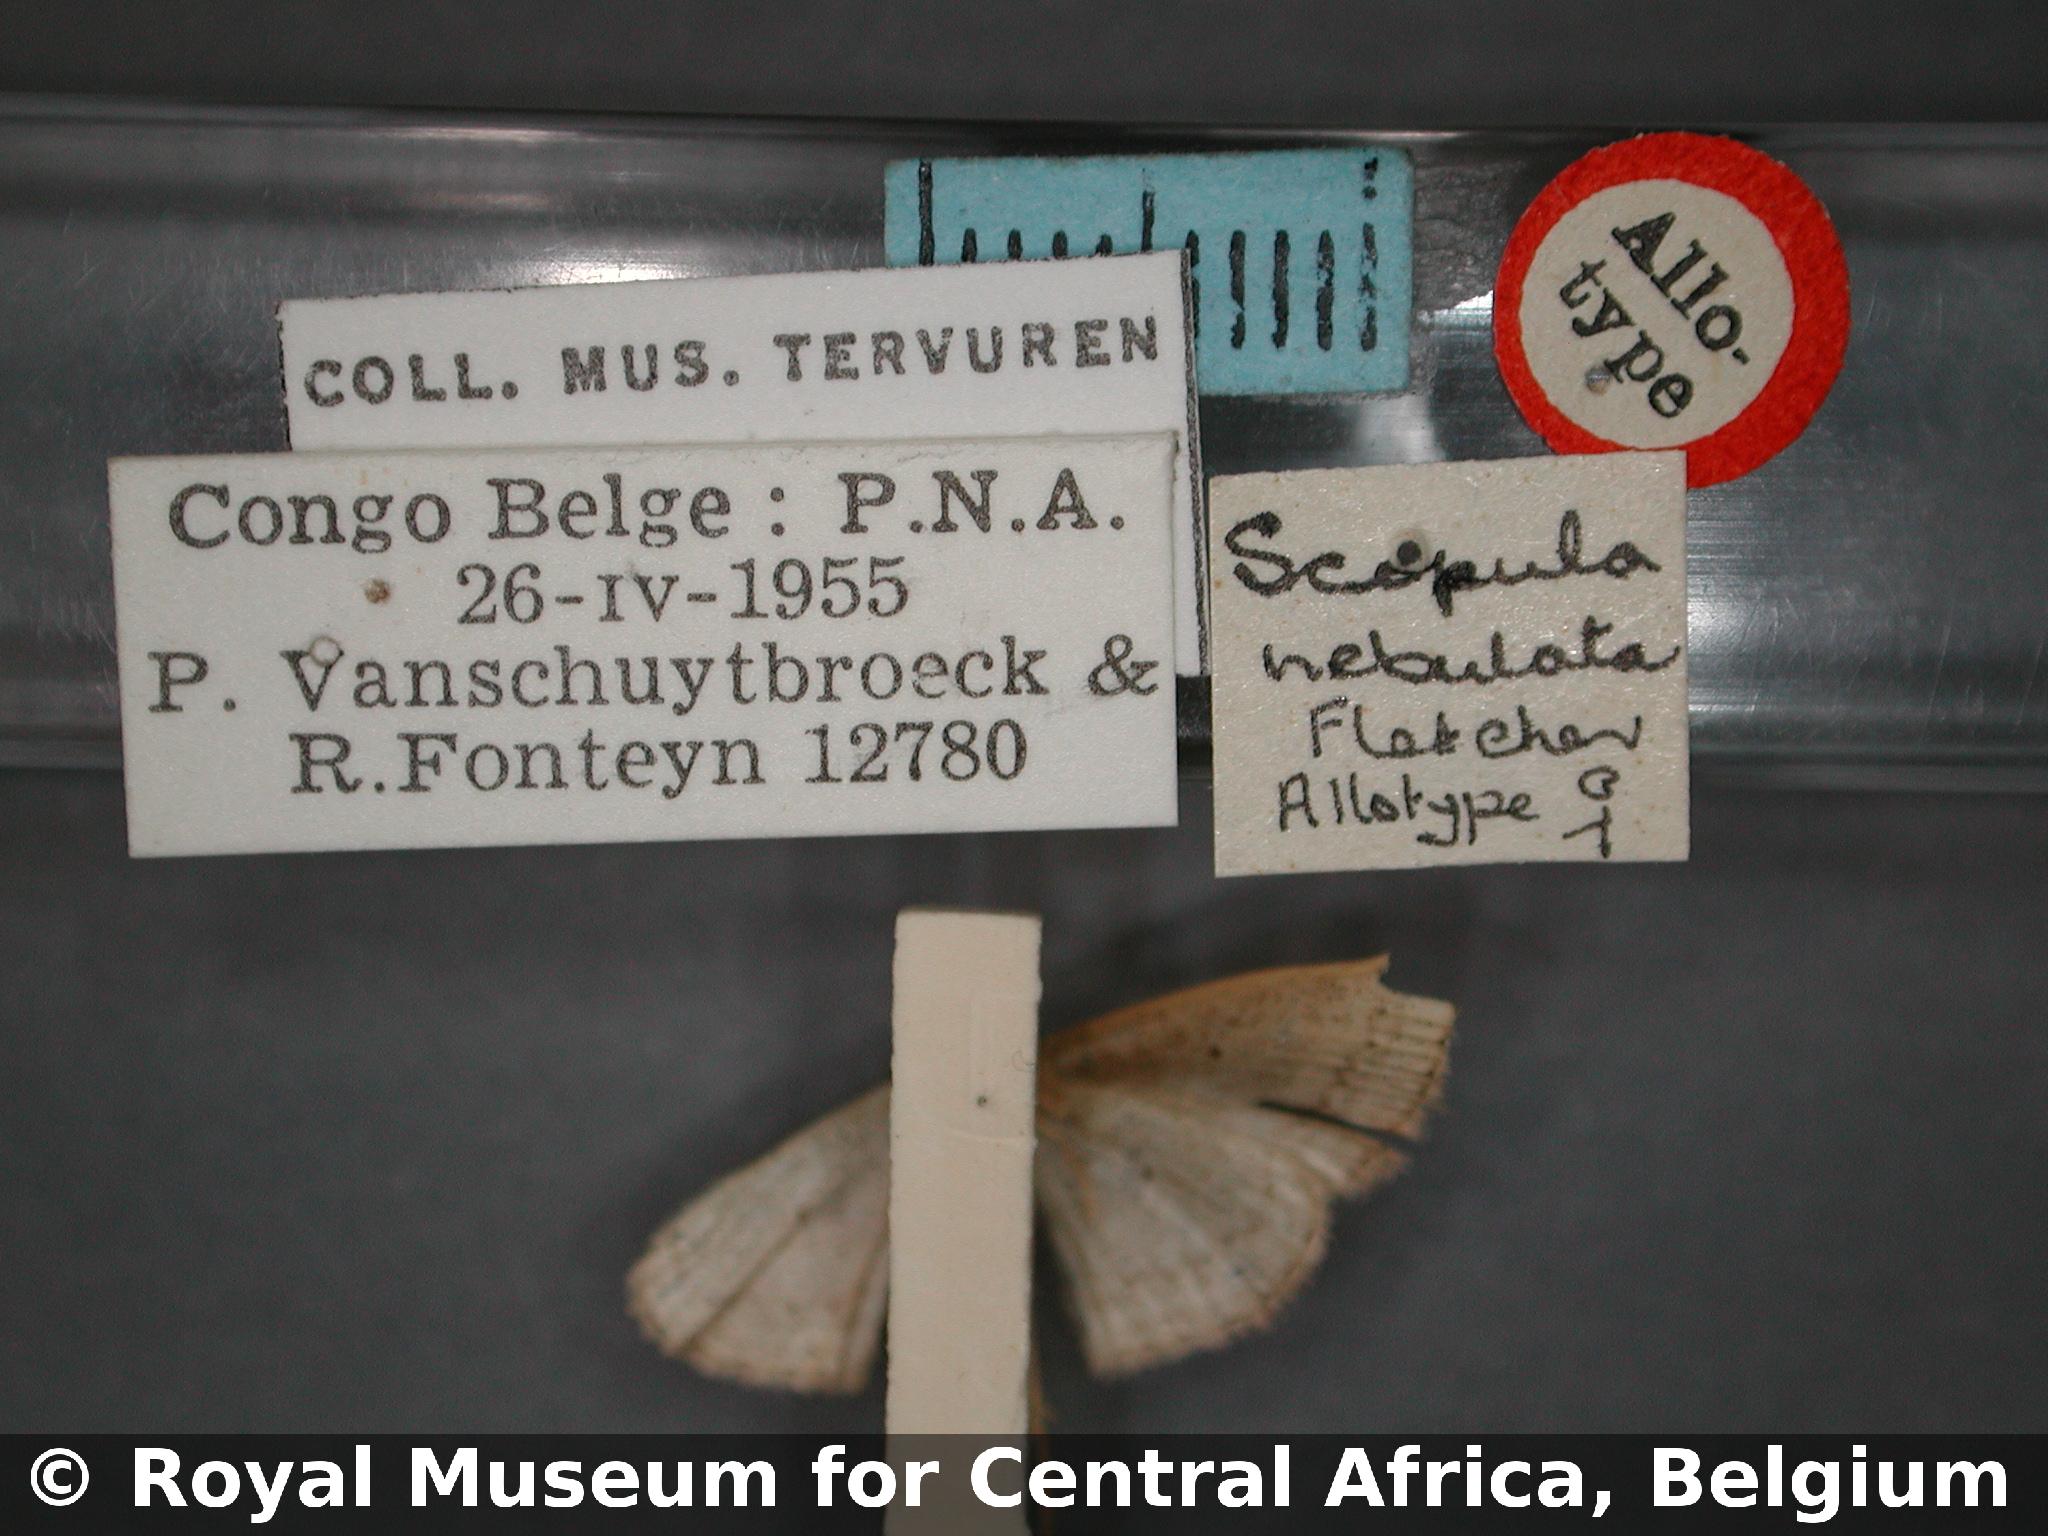 Allo-
type
COLL. MUS. TERVUREN
Congo Belge : P.N.A.
26-IV-1955
P. Vanschuytbroeck &
R.Fonteyn 12780
Scopula
nebulata
Fletcher
Allotype ♀
© Royal Museum for Central Africa, Belgium